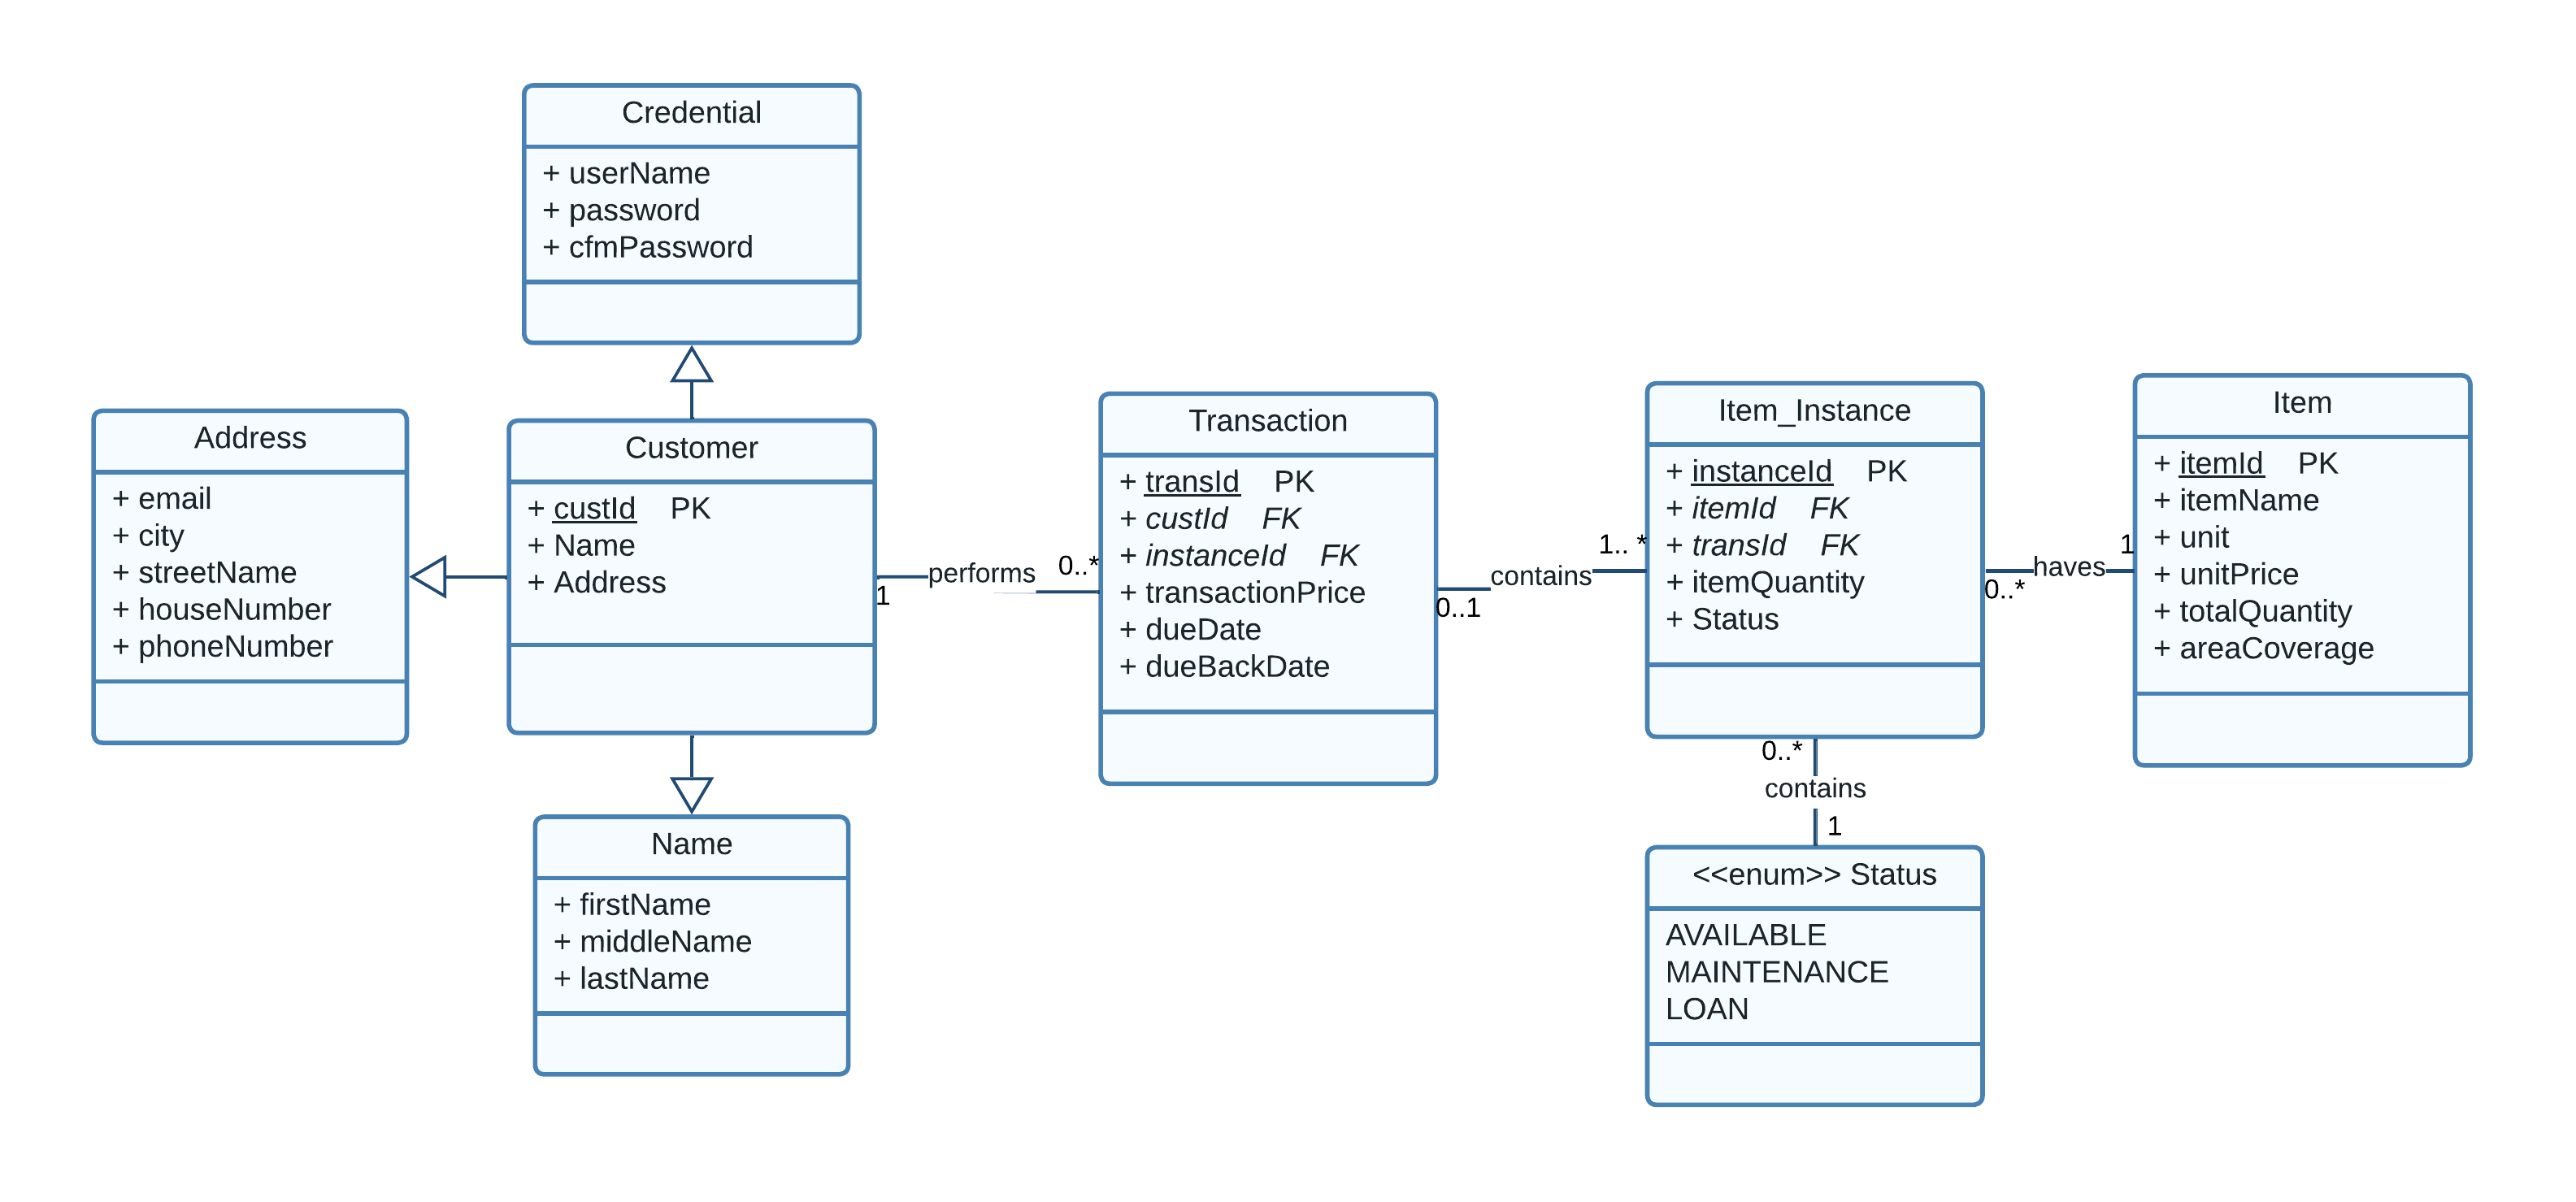 Credential
+ userName
+ password
+ cfmPassword
Address
+ email
+ city
+ streetName
+ houseNumber
+ phoneNumber
Customer
+ custId PK
+ Name
+ Address
Name
+ firstName
+ middleName
+ lastName
1
performs
0..*
Transaction
+ transId PK
+ custId FK
+ instanceId FK
+ transactionPrice
+ dueDate
+ dueBackDate
0..1
contains
1.. *
Item_Instance
+ instanceId PK
+ itemId FK
+ transId FK
+ itemQuantity
+ Status
0..*
haves
1
Item
+ itemId PK
+ itemName
+ unit
+ unitPrice
+ totalQuantity
+ areaCoverage
0..*
contains
1
<<enum>> Status
AVAILABLE
MAINTENANCE
LOAN